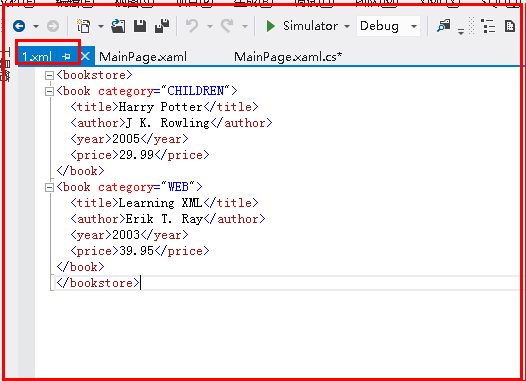 Simulator Debug
1.xml MainPage.xaml MainPage.xaml.cs*
<bookstore>
<book category="CHILDREN">
<title>Harry Potter</title>
<author>J K. Rowling</author>
<year>2005</year>
<price>29.99</price>
</book>
<book category="WEB">
<title>Learning XML</title>
<author>Erik T. Ray</author>
<year>2003</year>
<price>39.95</price>
</book>
</bookstore>